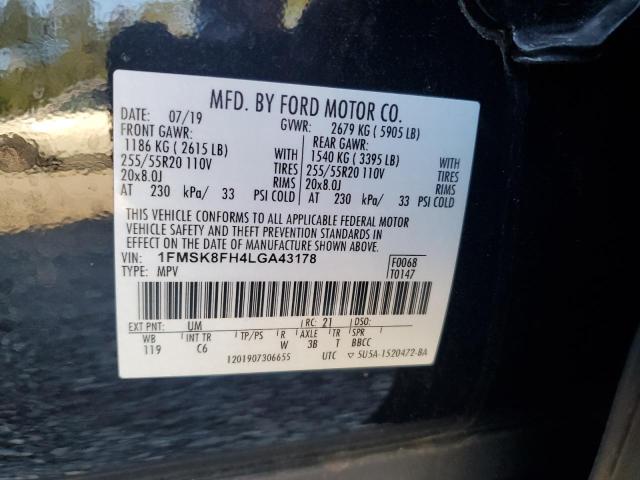 MFD. BY FORD MOTOR CO.
DATE: 07/19 GVWR: 2679 KG ( 5905 LB)
FRONT GAWR: REAR GAWR:
1186 KG ( 2615 LB) WITH 1540 KG ( 3395 LB) WITH
255/55R20 110V TIRES 255/55R20 110V TIRES
20x8.0J RIMS 20x8.0J RIMS
AT 230 kPa/ 33 PSI COLD AT 230 kPa/ 33 PSI COLD
THIS VEHICLE CONFORMS TO ALL APPLICABLE FEDERAL MOTOR
VEHICLE SAFETY AND THEFT PREVENTION STANDARDS IN
EFFECT ON THE DATE OF MANUFACTURE SHOWN ABOVE.
VIN: 1FMSK8FH4LGA43178 F0068
TYPE: MPV T0147
EXT PNT: UM RC: 21 DSO:
WB INT TR TP/PS R AXLE TR SPR
119 C6 W 3B T BBCC
1201907306655 UTC ▽ 5U5A-1520472-BA